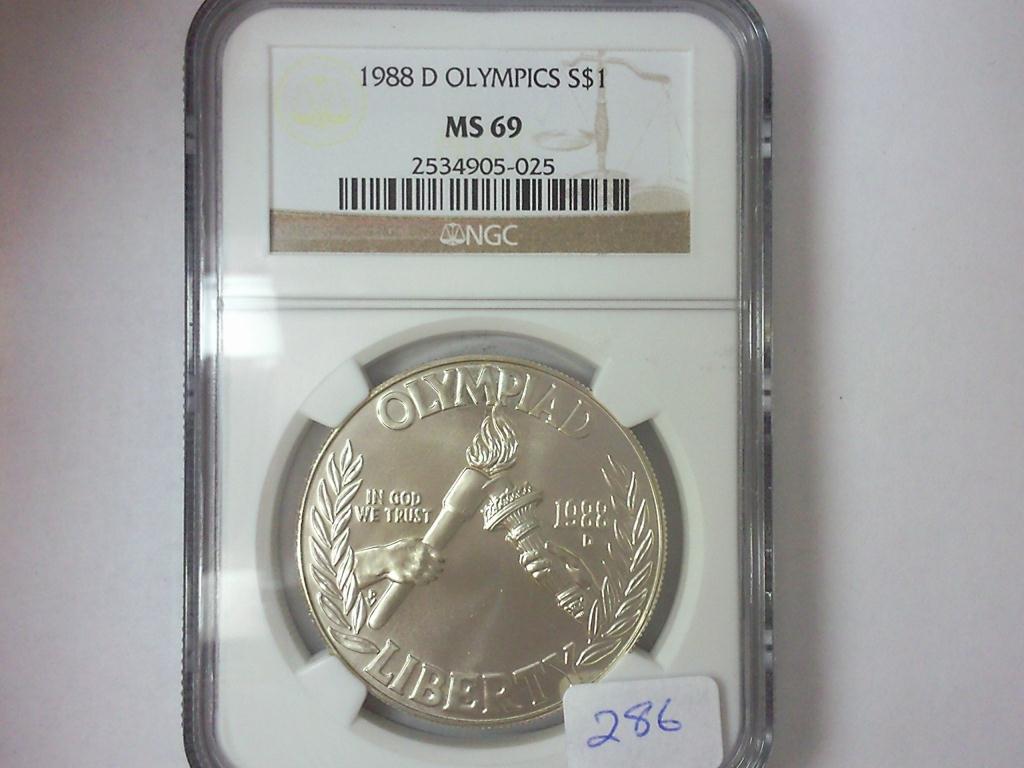 1988 D OLYMPICS S$1
MS 69
2534905-025
NGC
OLYMPIAD
IN GOD
WE TRUST
1988
D
LIBERTY
286